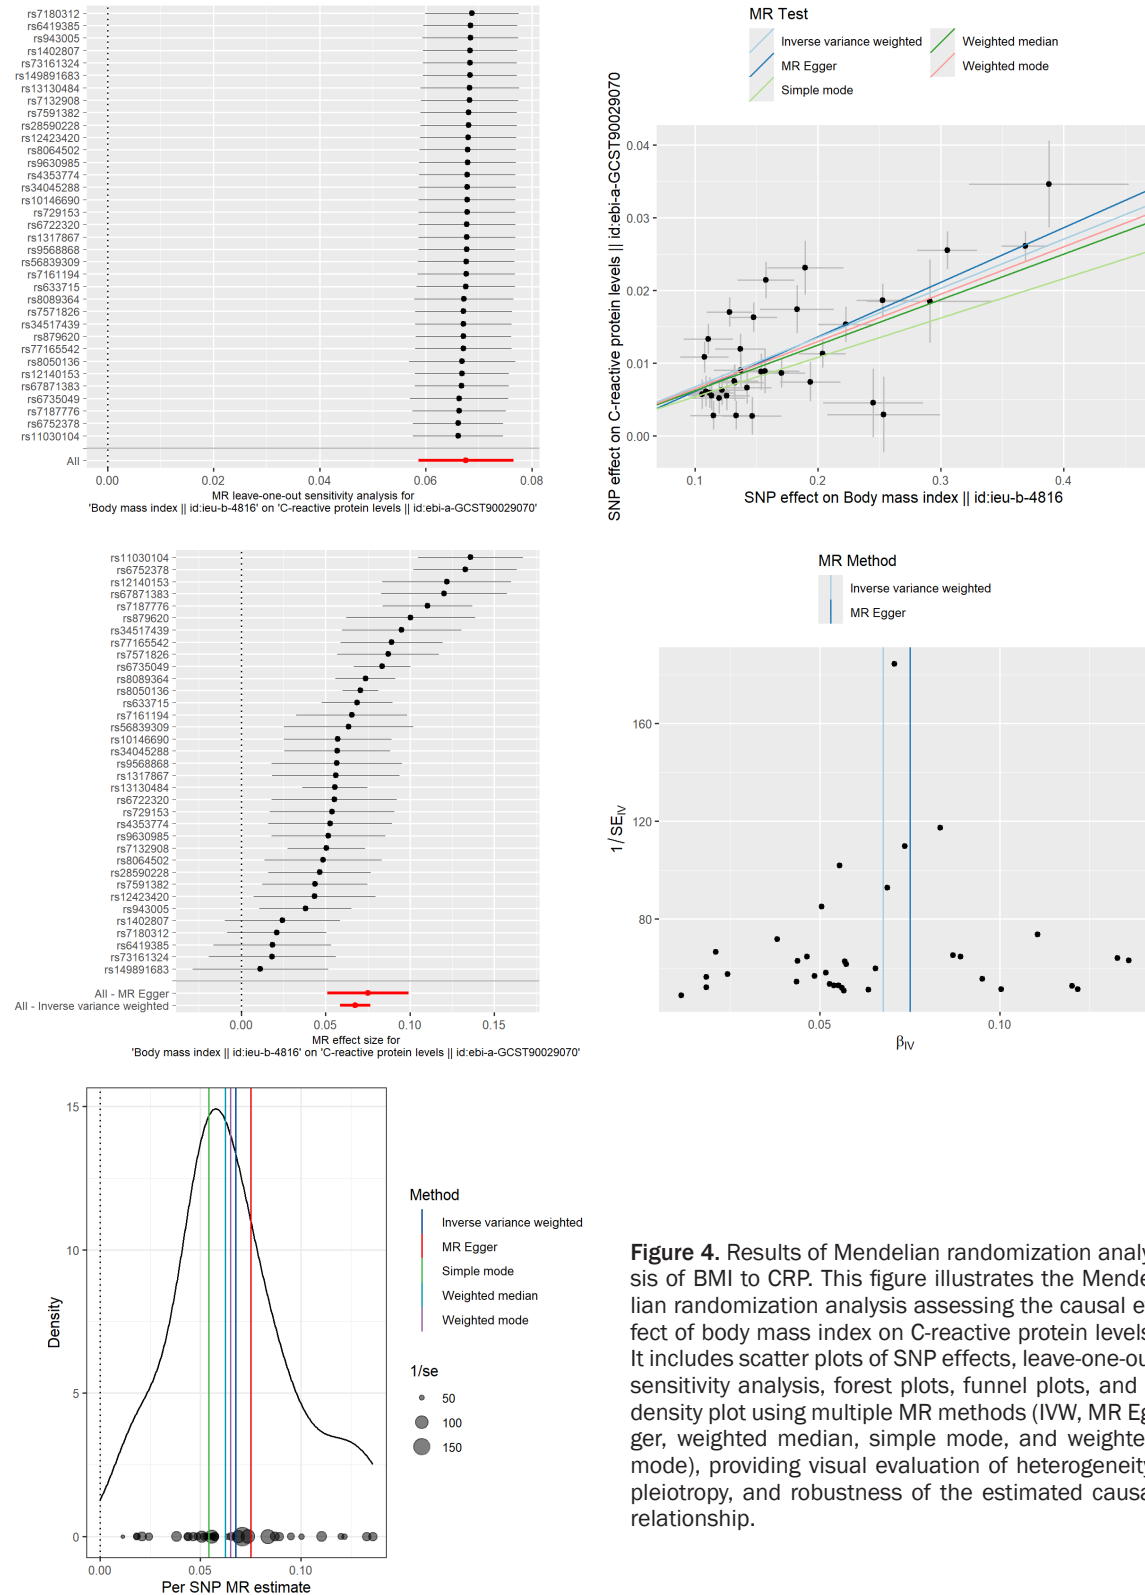 rs7180312
rs6419385
rs943005
rs1402807
rs73161324
rs149891683
rs13130484
rs7132908
rs7591382
rs28590228
rs12423420
rs8064502
rs9630985
rs4353774
rs34045288
rs10146690
rs729153
rs6722320
rs1317867
rs9568868
rs56839309
rs7161194
rs633715
rs8089364
rs7571826
rs34517439
rs879620
rs77165542
rs8050136
rs12140153
rs67871383
rs6735049
rs7187776
rs6752378
rs11030104
All
0.00 0.02 0.04 0.06 0.08
MR leave-one-out sensitivity analysis for
'Body mass index || id:ieu-b-4816' on 'C-reactive protein levels || id:ebi-a-GCST90029070'
MR Test
Inverse variance weighted
MR Egger
Simple mode
Weighted median
Weighted mode
SNP effect on C-reactive protein levels || id:ebi-a-GCST90029070
0.04
0.03
0.02
0.01
0.00
0.1 0.2 0.3 0.4
SNP effect on Body mass index || id:ieu-b-4816
rs11030104
rs6752378
rs12140153
rs67871383
rs7187776
rs879620
rs34517439
rs77165542
rs7571826
rs6735049
rs8089364
rs8050136
rs633715
rs7161194
rs56839309
rs10146690
rs34045288
rs9568868
rs1317867
rs13130484
rs6722320
rs729153
rs4353774
rs9630985
rs7132908
rs8064502
rs28590228
rs7591382
rs12423420
rs943005
rs1402807
rs7180312
rs6419385
rs73161324
rs149891683
All - MR Egger
All - Inverse variance weighted
0.00 0.05 0.10 0.15
MR effect size for
'Body mass index || id:ieu-b-4816' on 'C-reactive protein levels || id:ebi-a-GCST90029070'
MR Method
Inverse variance weighted
MR Egger
1/SE_IV
160
120
80
0.05 0.10
β_IV
Density
15
10
5
0
0.00 0.05 0.10
Per SNP MR estimate
Method
Inverse variance weighted
MR Egger
Simple mode
Weighted median
Weighted mode
1/se
50
100
150
Figure 4. Results of Mendelian randomization analy
sis of BMI to CRP. This figure illustrates the Mende
lian randomization analysis assessing the causal e
fect of body mass index on C-reactive protein levels
It includes scatter plots of SNP effects, leave-one-ou
sensitivity analysis, forest plots, funnel plots, and
density plot using multiple MR methods (IVW, MR Eg
ger, weighted median, simple mode, and weighte
mode), providing visual evaluation of heterogeneity
pleiotropy, and robustness of the estimated causa
relationship.